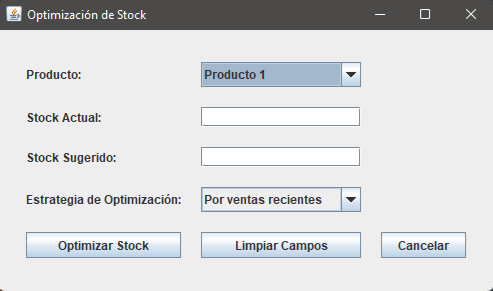 Optimización de Stock
Producto: Producto 1
Stock Actual:
Stock Sugerido:
Estrategia de Optimización: Por ventas recientes
Optimizar Stock Limpiar Campos Cancelar